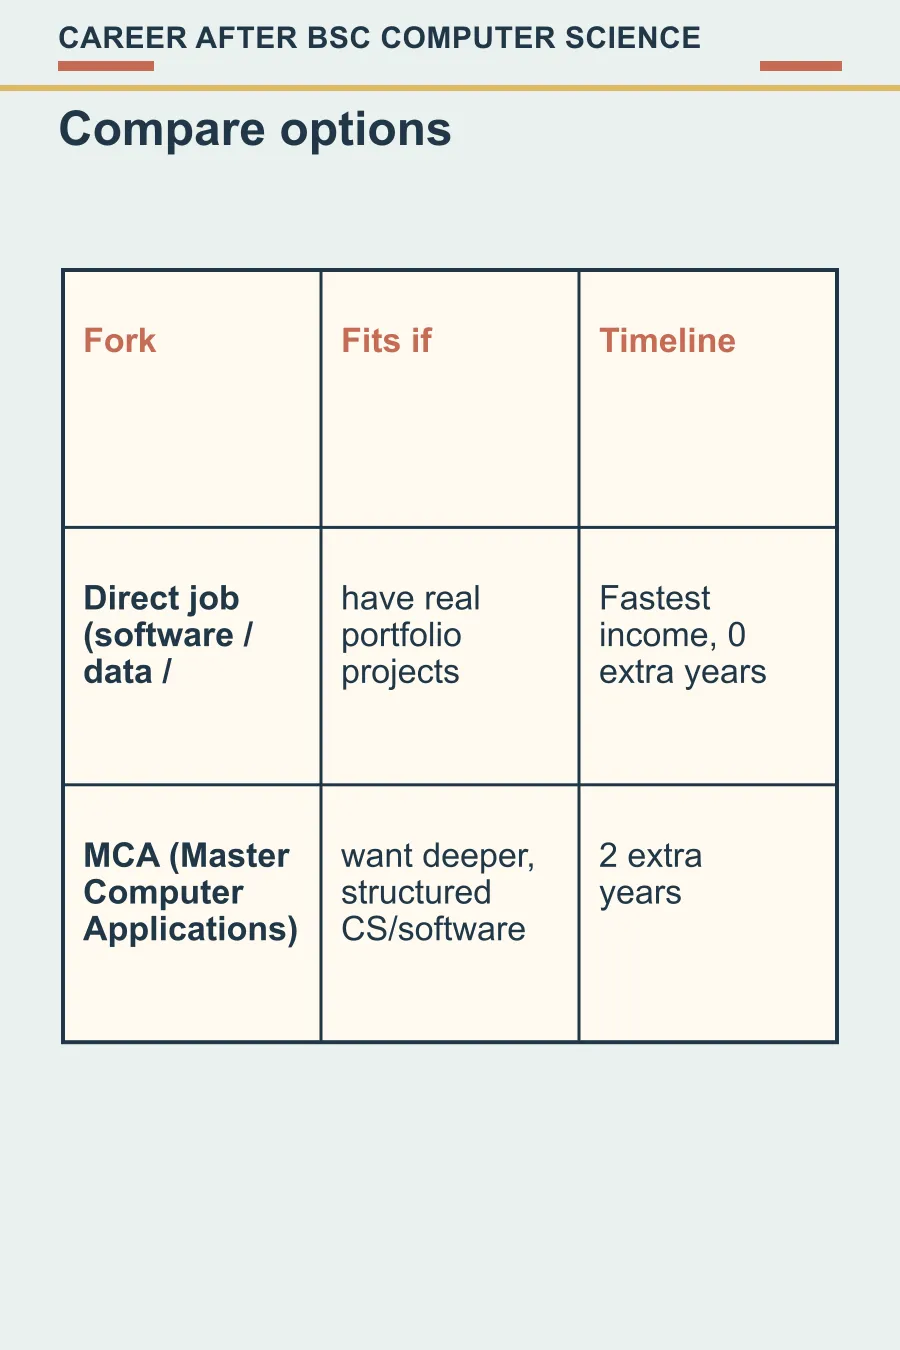 CAREER AFTER BSC COMPUTER SCIENCE
Compare options
Fork
Fits if
Timeline
Direct job
(software /
data /
have real
portfolio
projects
Fastest
income, 0
extra years
MCA (Master
Computer
Applications)
want deeper,
structured
CS/software
2 extra
years